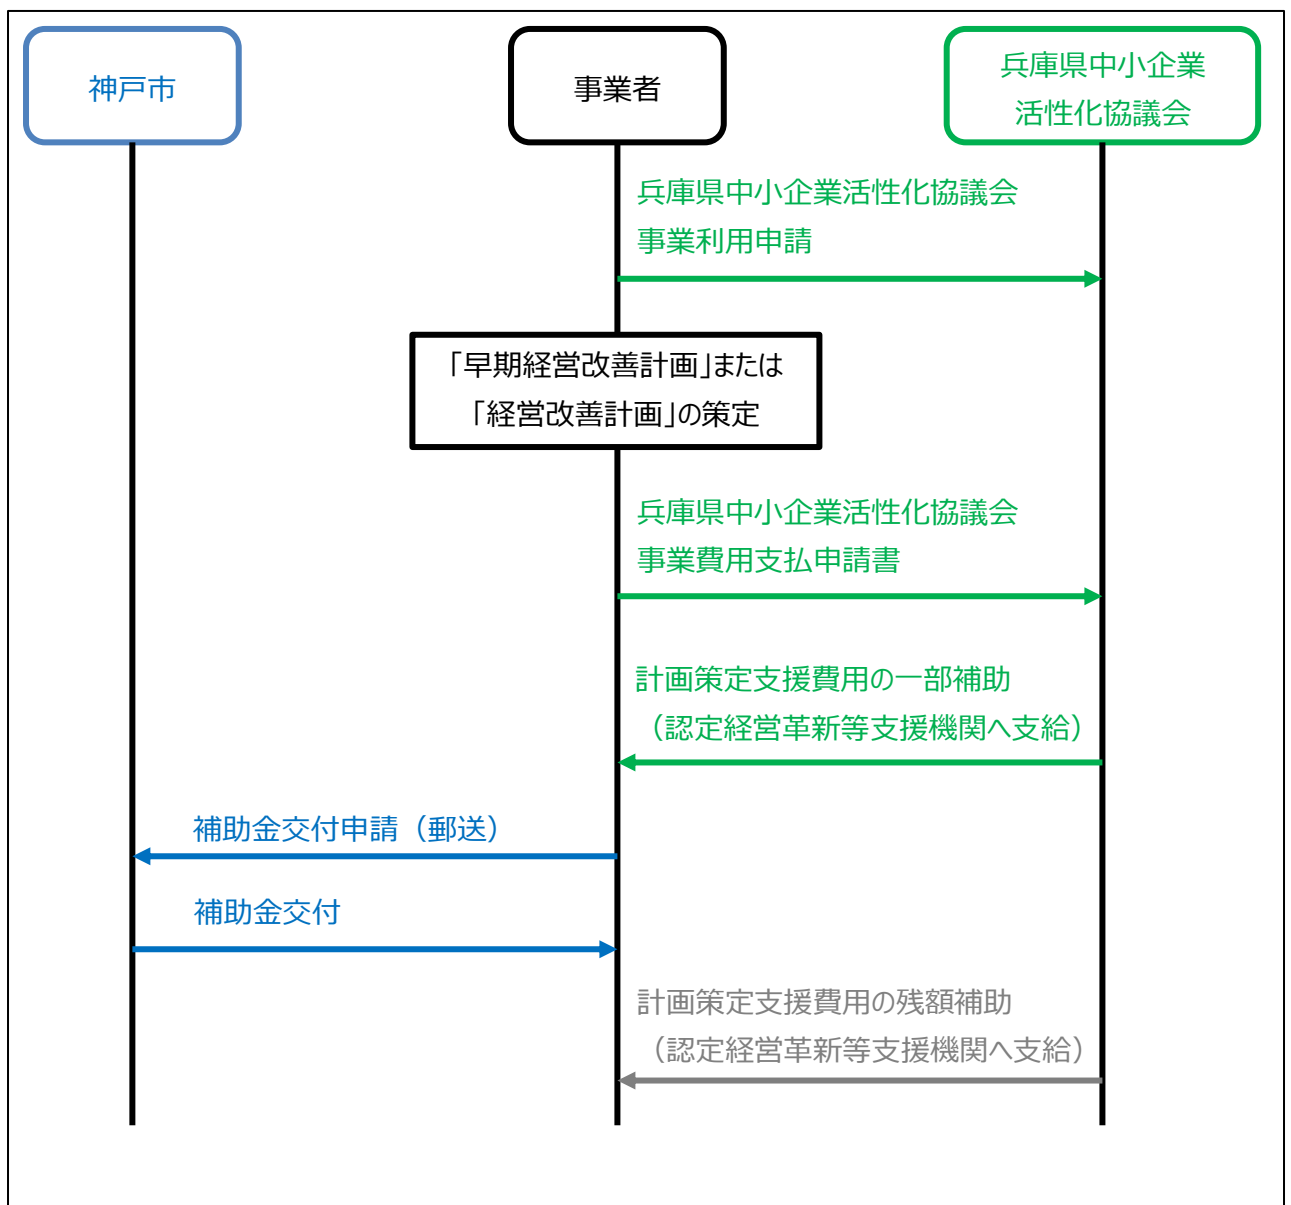 神戸市
事業者
兵庫県中小企業
活性化協議会
兵庫県中小企業活性化協議会
事業利用申請
「早期経営改善計画」または
「経営改善計画」の策定
兵庫県中小企業活性化協議会
事業費用支払申請書
計画策定支援費用の一部補助
（認定経営革新等支援機関へ支給）
補助金交付申請（郵送）
補助金交付
計画策定支援費用の残額補助
（認定経営革新等支援機関へ支給）